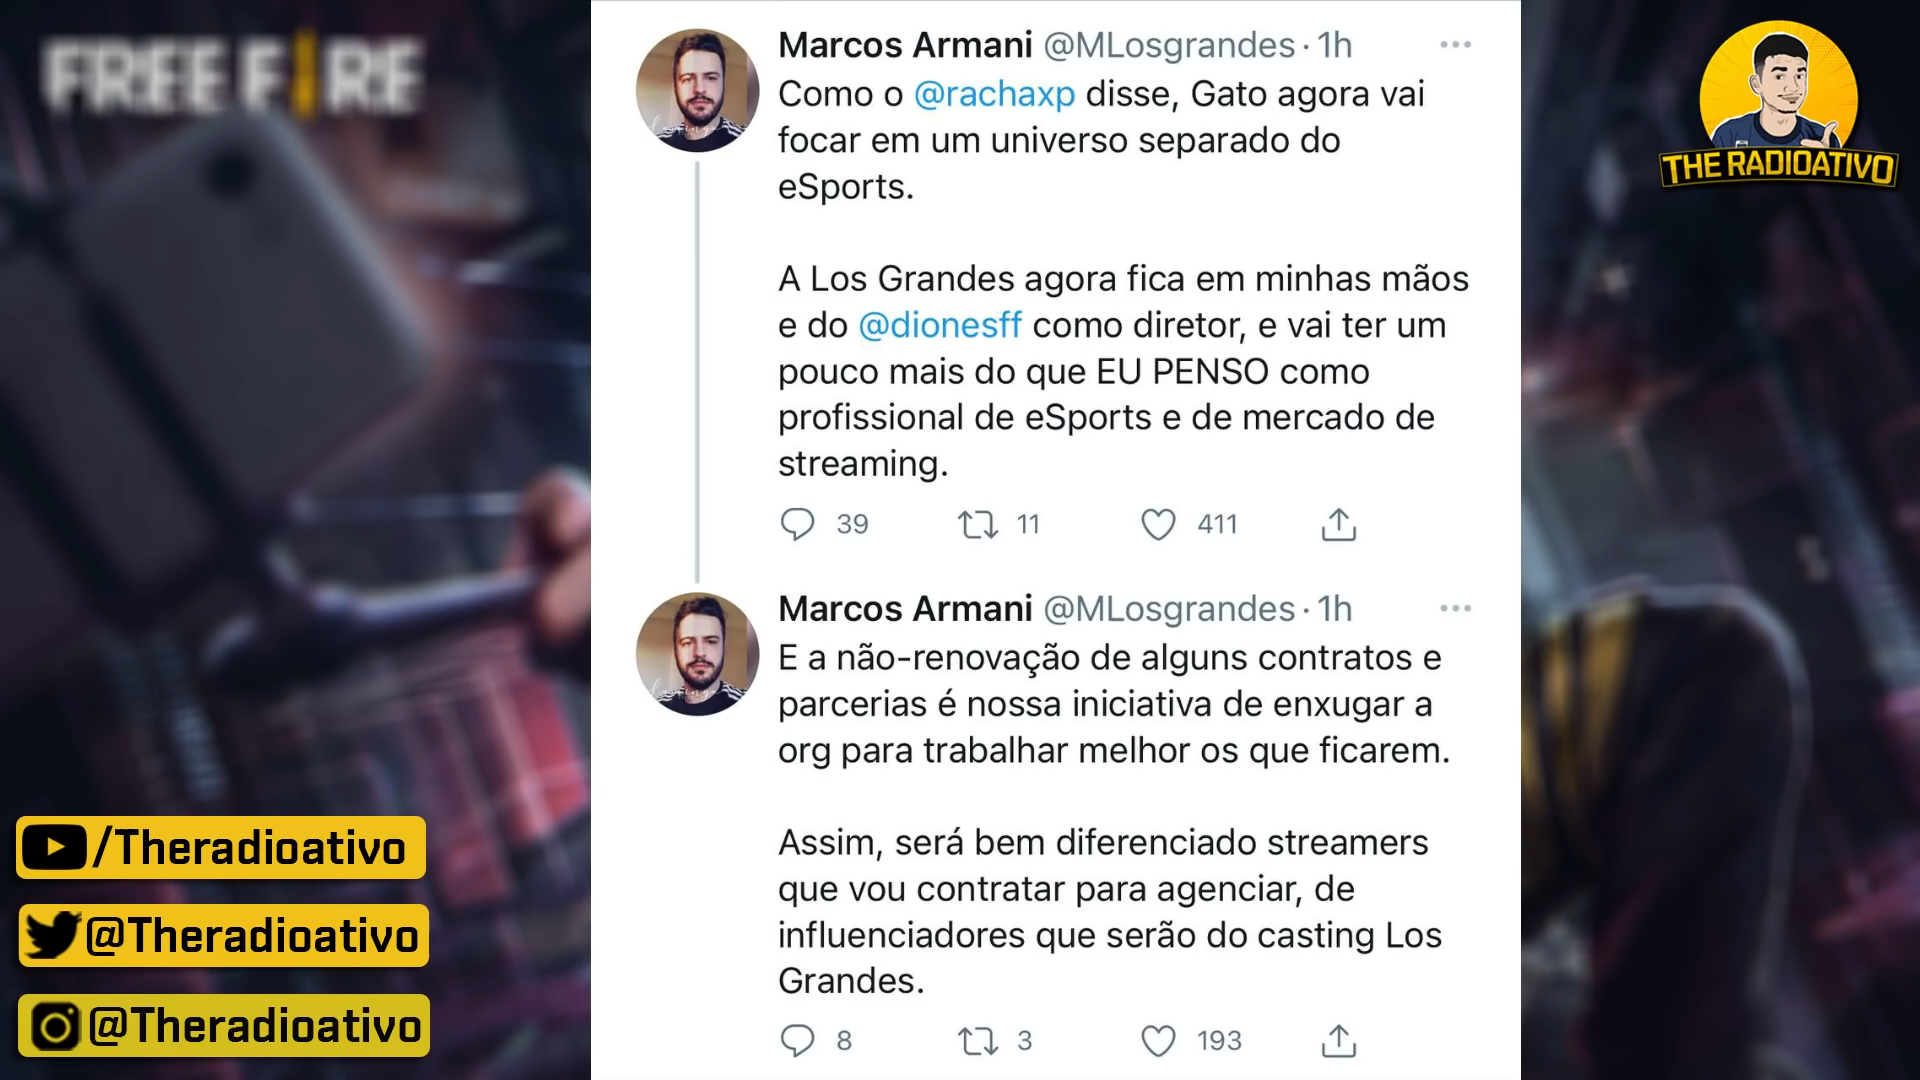 FREE FIRE
Marcos Armani @MLosgrandes · 1h
Como o @rachaxp disse, Gato agora vai
focar em um universo separado do
eSports.
A Los Grandes agora fica em minhas mãos
e do @dionesff como diretor, e vai ter um
pouco mais do que EU PENSO como
profissional de eSports e de mercado de
streaming.
39 11 411
Marcos Armani @MLosgrandes · 1h
E a não-renovação de alguns contratos e
parcerias é nossa iniciativa de enxugar a
org para trabalhar melhor os que ficarem.
Assim, será bem diferenciado streamers
que vou contratar para agenciar, de
influenciadores que serão do casting Los
Grandes.
8 3 193
THE RADIOATIVO
/Theradioativo
@Theradioativo
@Theradioativo